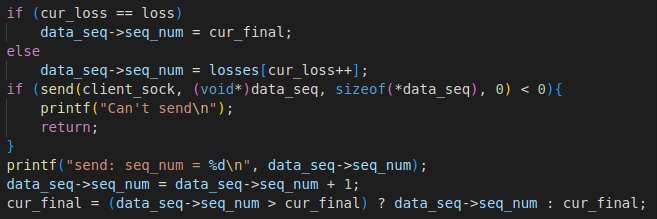 if (cur_loss == loss)
    data_seq->seq_num = cur_final;
else
    data_seq->seq_num = losses[cur_loss++];
if (send(client_sock, (void*)data_seq, sizeof(*data_seq), 0) < 0){
    printf("Can't send\n");
    return;
}
printf("send: seq_num = %d\n", data_seq->seq_num);
data_seq->seq_num = data_seq->seq_num + 1;
cur_final = (data_seq->seq_num > cur_final) ? data_seq->seq_num : cur_final;